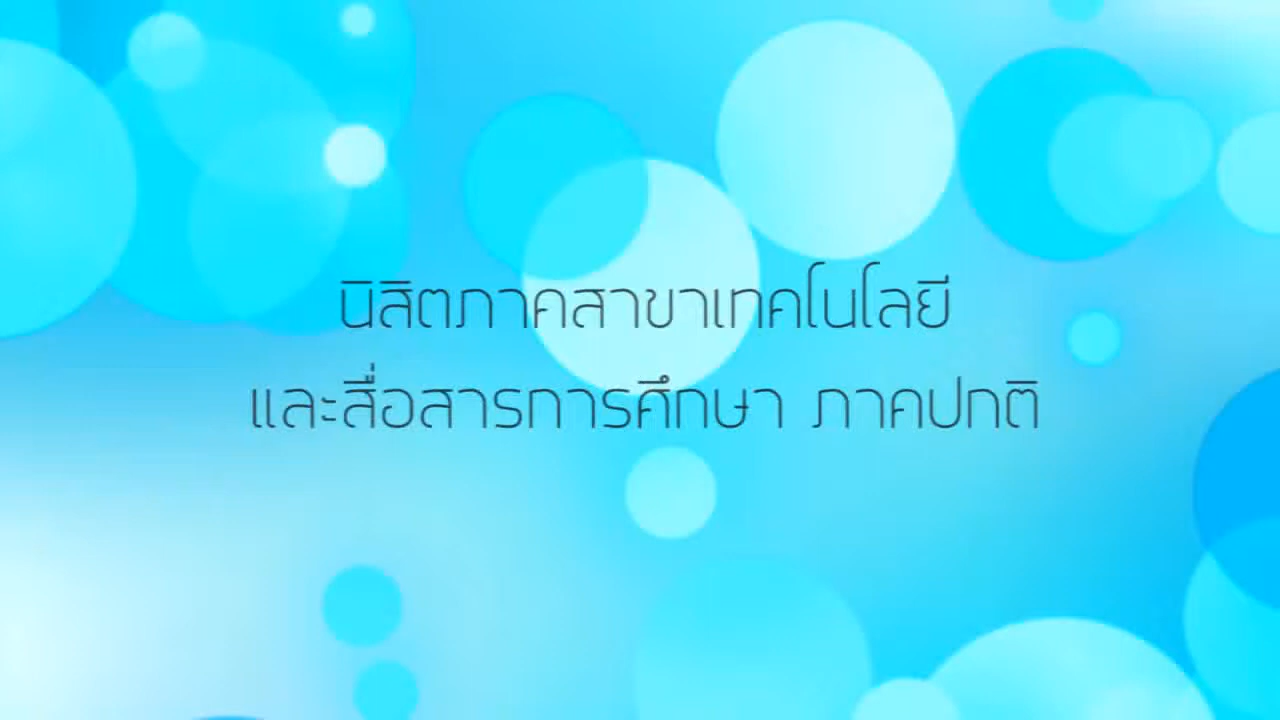 นิสิตภาคสาขาเทคโนโลยี
และสื่อสารการศึกษา ภาคปกติ